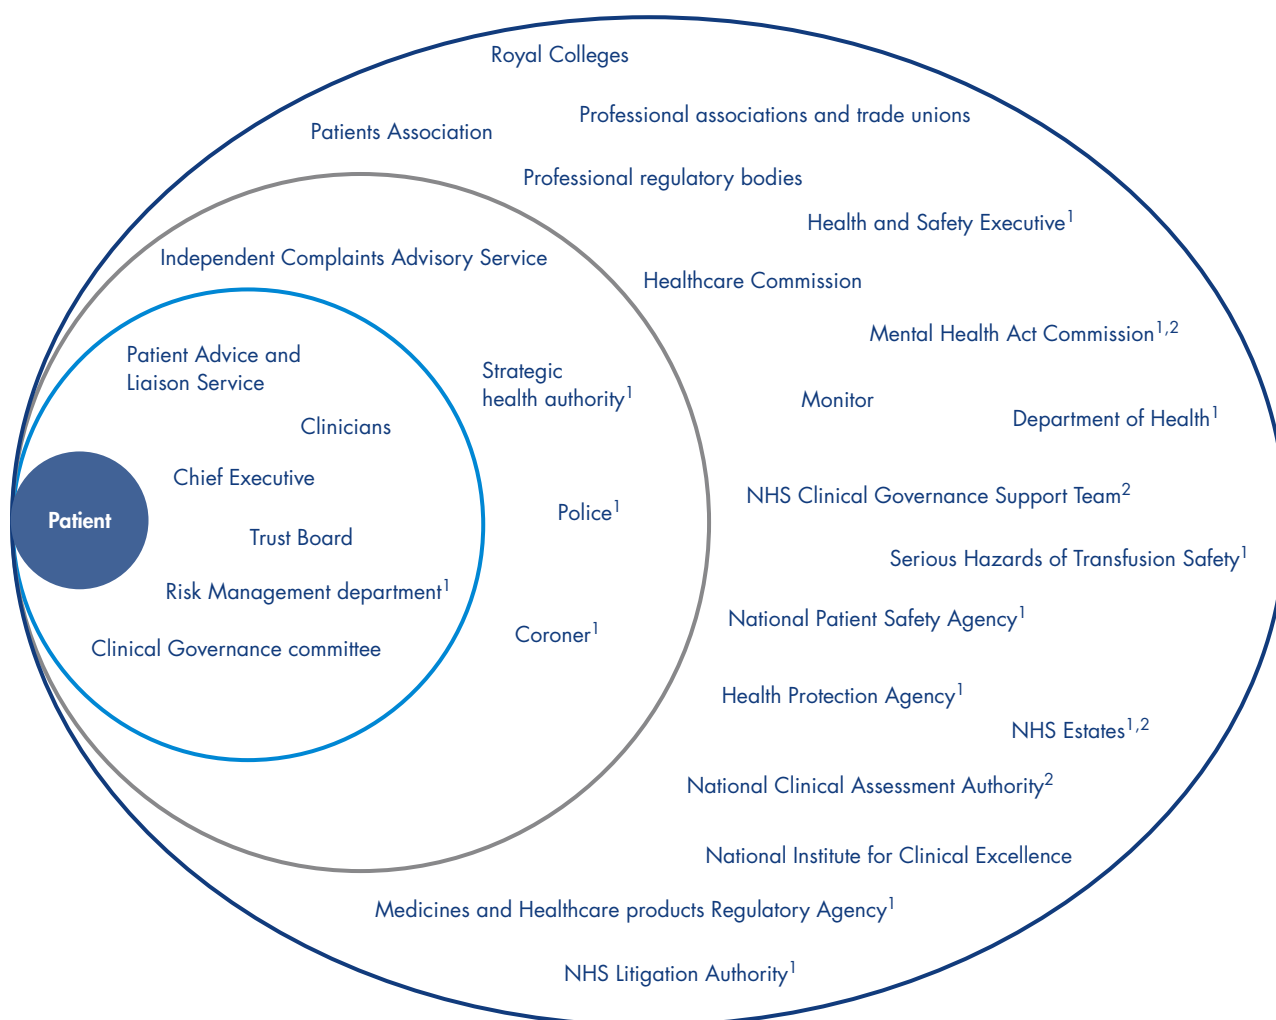 Royal Colleges
Professional associations and trade unions
Patients Association
Professional regulatory bodies
Health and Safety Executive1
Independent Complaints Advisory Service
Healthcare Commission
Mental Health Act Commission1,2
Patient Advice and
Liaison Service
Strategic
health authority1
Monitor
Department of Health1
Clinicians
Chief Executive
NHS Clinical Governance Support Team2
Police1
Patient
Trust Board
Serious Hazards of Transfusion Safety1
Risk Management department1
National Patient Safety Agency1
Coroner1
Clinical Governance committee
Health Protection Agency1
NHS Estates1,2
National Clinical Assessment Authority2
National Institute for Clinical Excellence
Medicines and Healthcare products Regulatory Agency1
NHS Litigation Authority1